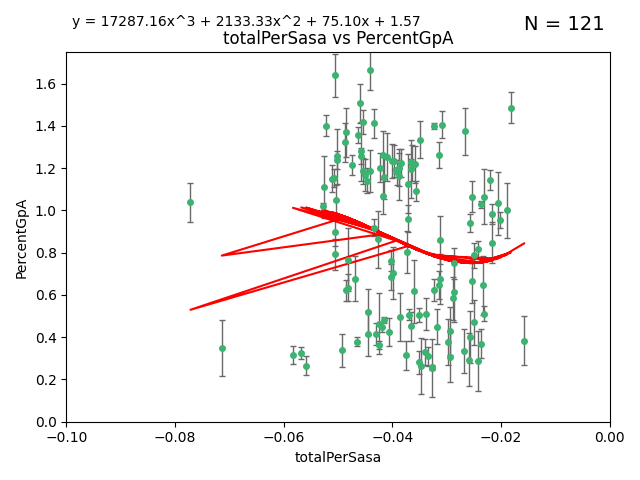 y = 17287.16x^3 + 2133.33x^2 + 75.10x + 1.57
N = 121
totalPerSasa vs PercentGpA
PercentGpA
1.6
1.4
1.2
1.0
0.8
0.6
0.4
0.2
0.0
−0.10 −0.08 −0.06 −0.04 −0.02 0.00
totalPerSasa